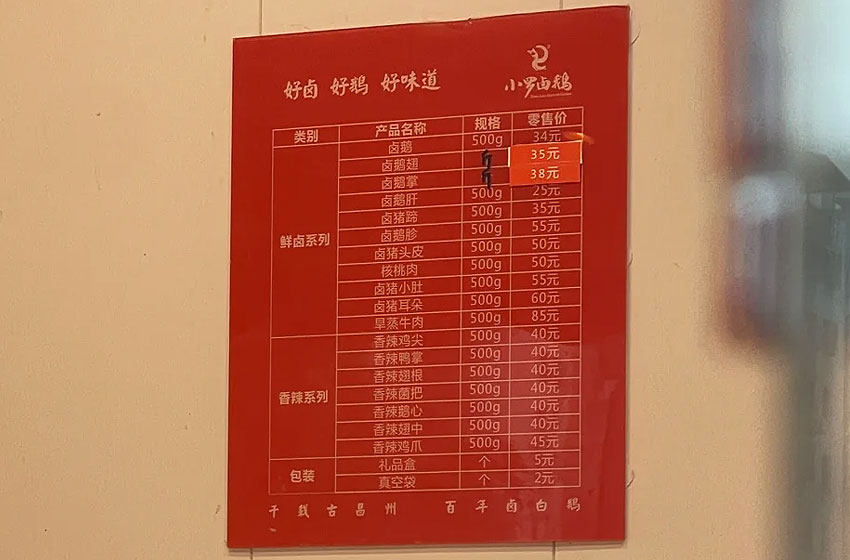 好卤 好鹅 好味道
小罗卤鹅
类别 产品名称 规格 零售价
鲜卤系列 卤鹅 500g 34元
卤鹅翅 斤 35元
卤鹅掌 斤 38元
卤鹅肝 500g 25元
卤猪蹄 500g 35元
卤鹅胗 500g 55元
卤猪头皮 500g 50元
核桃肉 500g 50元
卤猪小肚 500g 55元
卤猪耳朵 500g 60元
旱蒸牛肉 500g 85元
香辣系列 香辣鸡尖 500g 40元
香辣鸭掌 500g 40元
香辣翅根 500g 40元
香辣菌把 500g 40元
香辣鹅心 500g 40元
香辣翅中 500g 40元
香辣鸡爪 500g 45元
包装 礼品盒 个 5元
真空袋 个 2元
千载古昌州 百年卤白鹅